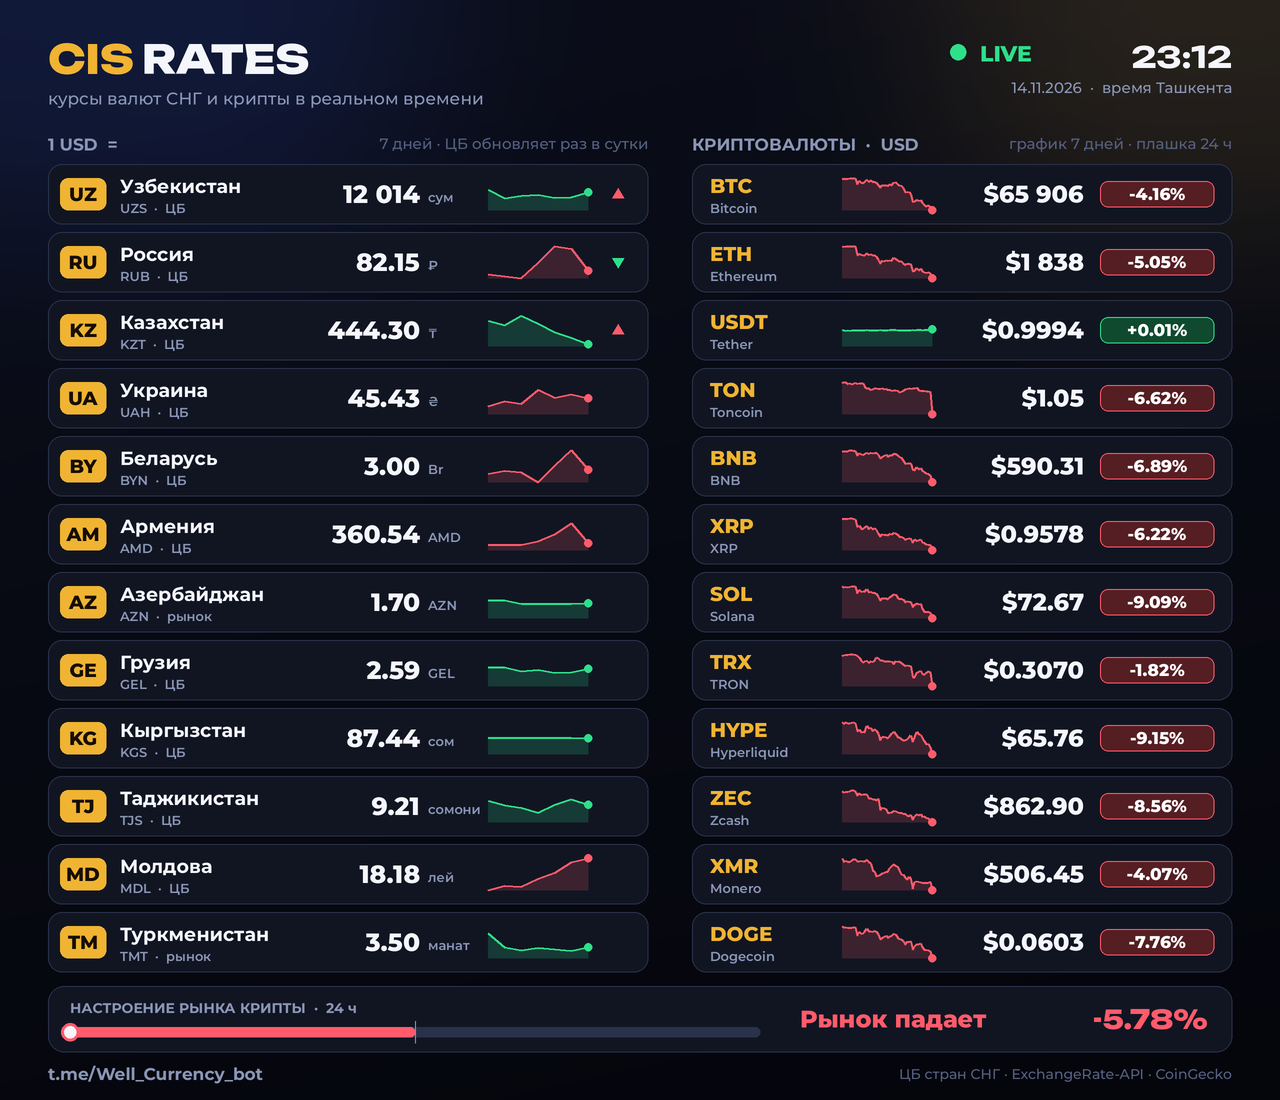 CIS RATES
курсы валют СНГ и крипты в реальном времени
LIVE
23:12
14.11.2026 · время Ташкента
1 USD =
7 дней · ЦБ обновляет раз в сутки
UZ
Узбекистан
UZS · ЦБ
12 014 сум
RU
Россия
RUB · ЦБ
82.15 ₽
KZ
Казахстан
KZT · ЦБ
444.30 ₸
UA
Украина
UAH · ЦБ
45.43 ₴
BY
Беларусь
BYN · ЦБ
3.00 Br
AM
Армения
AMD · ЦБ
360.54 AMD
AZ
Азербайджан
AZN · рынок
1.70 AZN
GE
Грузия
GEL · ЦБ
2.59 GEL
KG
Кыргызстан
KGS · ЦБ
87.44 сом
TJ
Таджикистан
TJS · ЦБ
9.21 сомони
MD
Молдова
MDL · ЦБ
18.18 лей
TM
Туркменистан
TMT · рынок
3.50 манат
КРИПТОВАЛЮТЫ · USD
график 7 дней · плашка 24 ч
BTC
Bitcoin
$65 906
-4.16%
ETH
Ethereum
$1 838
-5.05%
USDT
Tether
$0.9994
+0.01%
TON
Toncoin
$1.05
-6.62%
BNB
BNB
$590.31
-6.89%
XRP
XRP
$0.9578
-6.22%
SOL
Solana
$72.67
-9.09%
TRX
TRON
$0.3070
-1.82%
HYPE
Hyperliquid
$65.76
-9.15%
ZEC
Zcash
$862.90
-8.56%
XMR
Monero
$506.45
-4.07%
DOGE
Dogecoin
$0.0603
-7.76%
НАСТРОЕНИЕ РЫНКА КРИПТЫ · 24 ч
Рынок падает
-5.78%
t.me/Well_Currency_bot
ЦБ стран СНГ · ExchangeRate-API · CoinGecko